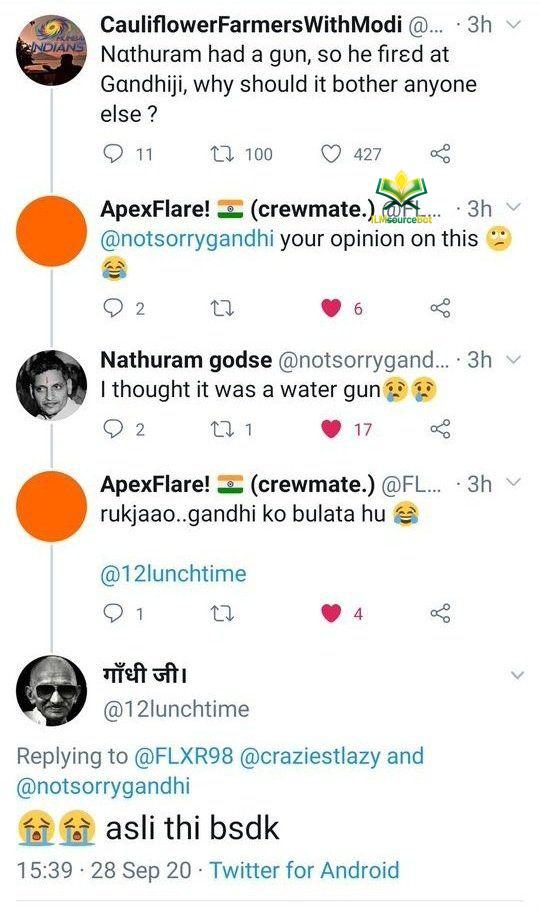 CauliflowerFarmersWithModi @... · 3h
Nαthuram had a gυn, so he firεd at
Gαndhiji, why should it bother anyone
else ?
11 100 427
ApexFlare! 🇮🇳 (crewmate.) @FL... · 3h
ILMsourcebot
@notsorrygandhi your opinion on this 🙄
😂
2 6
Nathuram godse @notsorrygand... · 3h
I thought it was a water gun😢😢
2 1 17
ApexFlare! 🇮🇳 (crewmate.) @FL... · 3h
rukjaao..gandhi ko bulata hu 😂
@12lunchtime
1 4
गाँधी जी।
@12lunchtime
Replying to @FLXR98 @craziestlazy and
@notsorrygandhi
😭😭 asli thi bsdk
15:39 · 28 Sep 20 · Twitter for Android